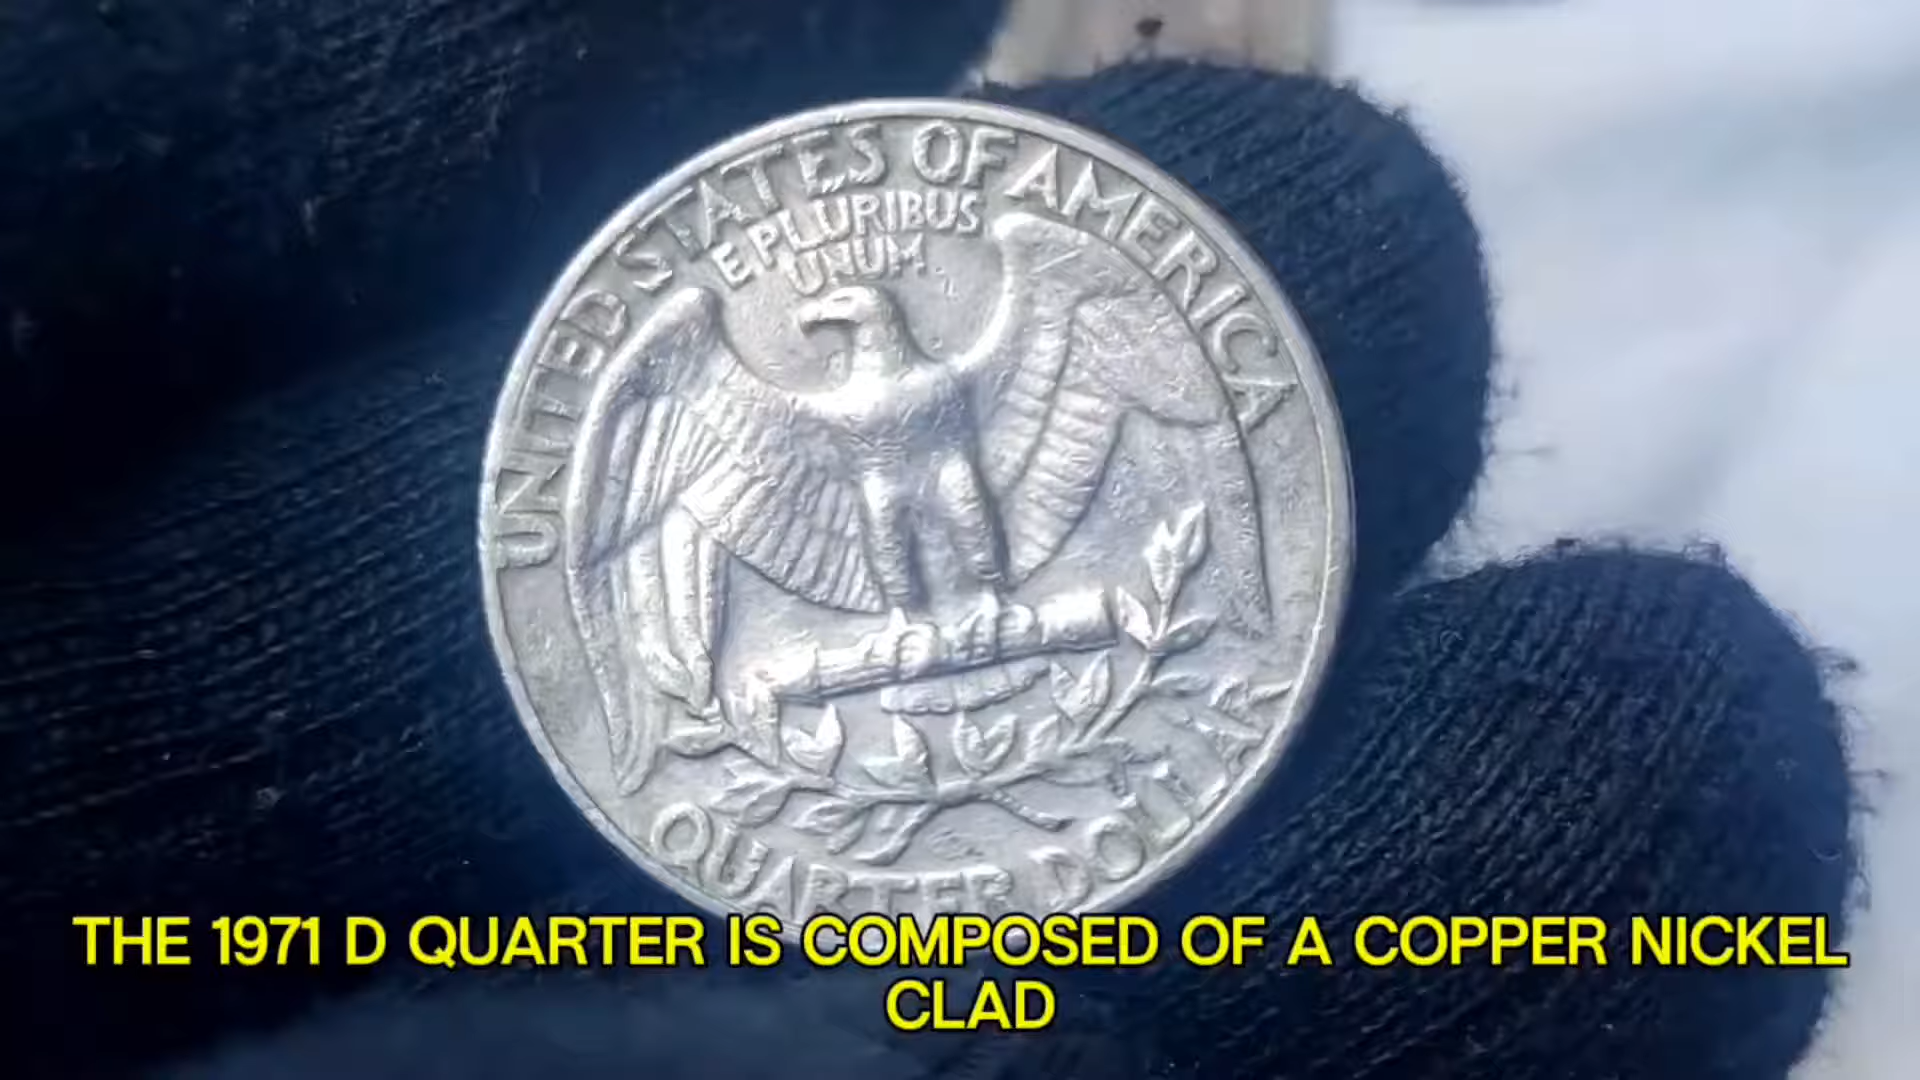 UNITED STATES OF AMERICA
E PLURIBUS
UNUM
QUARTER DOLLAR
THE 1971 D QUARTER IS COMPOSED OF A COPPER NICKEL
CLAD